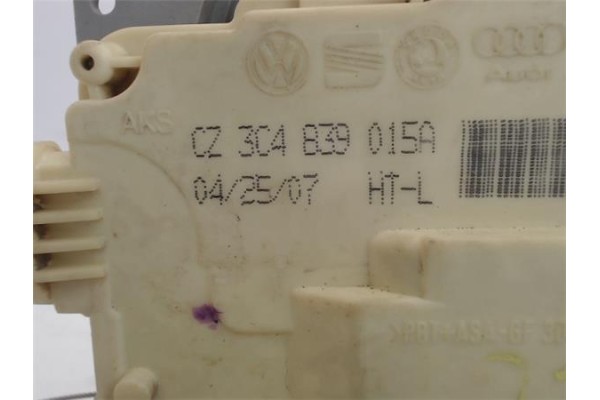 AUDI
AKS
CZ 3C4 839 015A
04/25/07 HT-L